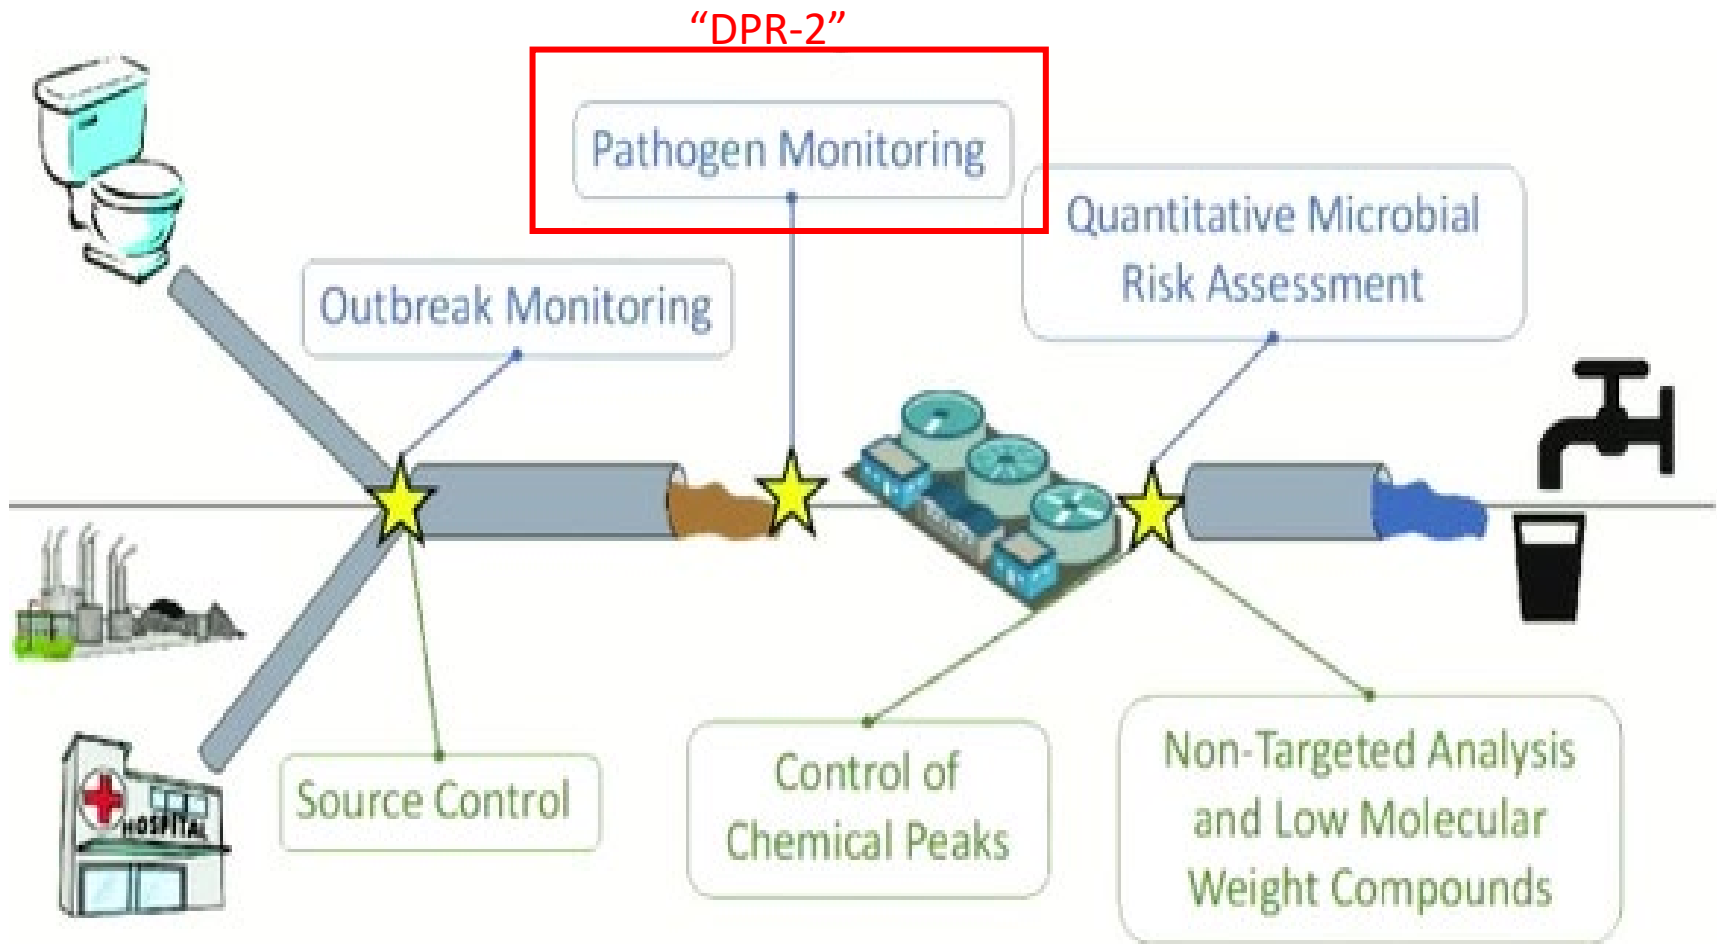 “DPR-2”
Pathogen Monitoring
Quantitative Microbial
Risk Assessment
Outbreak Monitoring
HOSPITAL
Source Control
Control of
Chemical Peaks
Non-Targeted Analysis
and Low Molecular
Weight Compounds